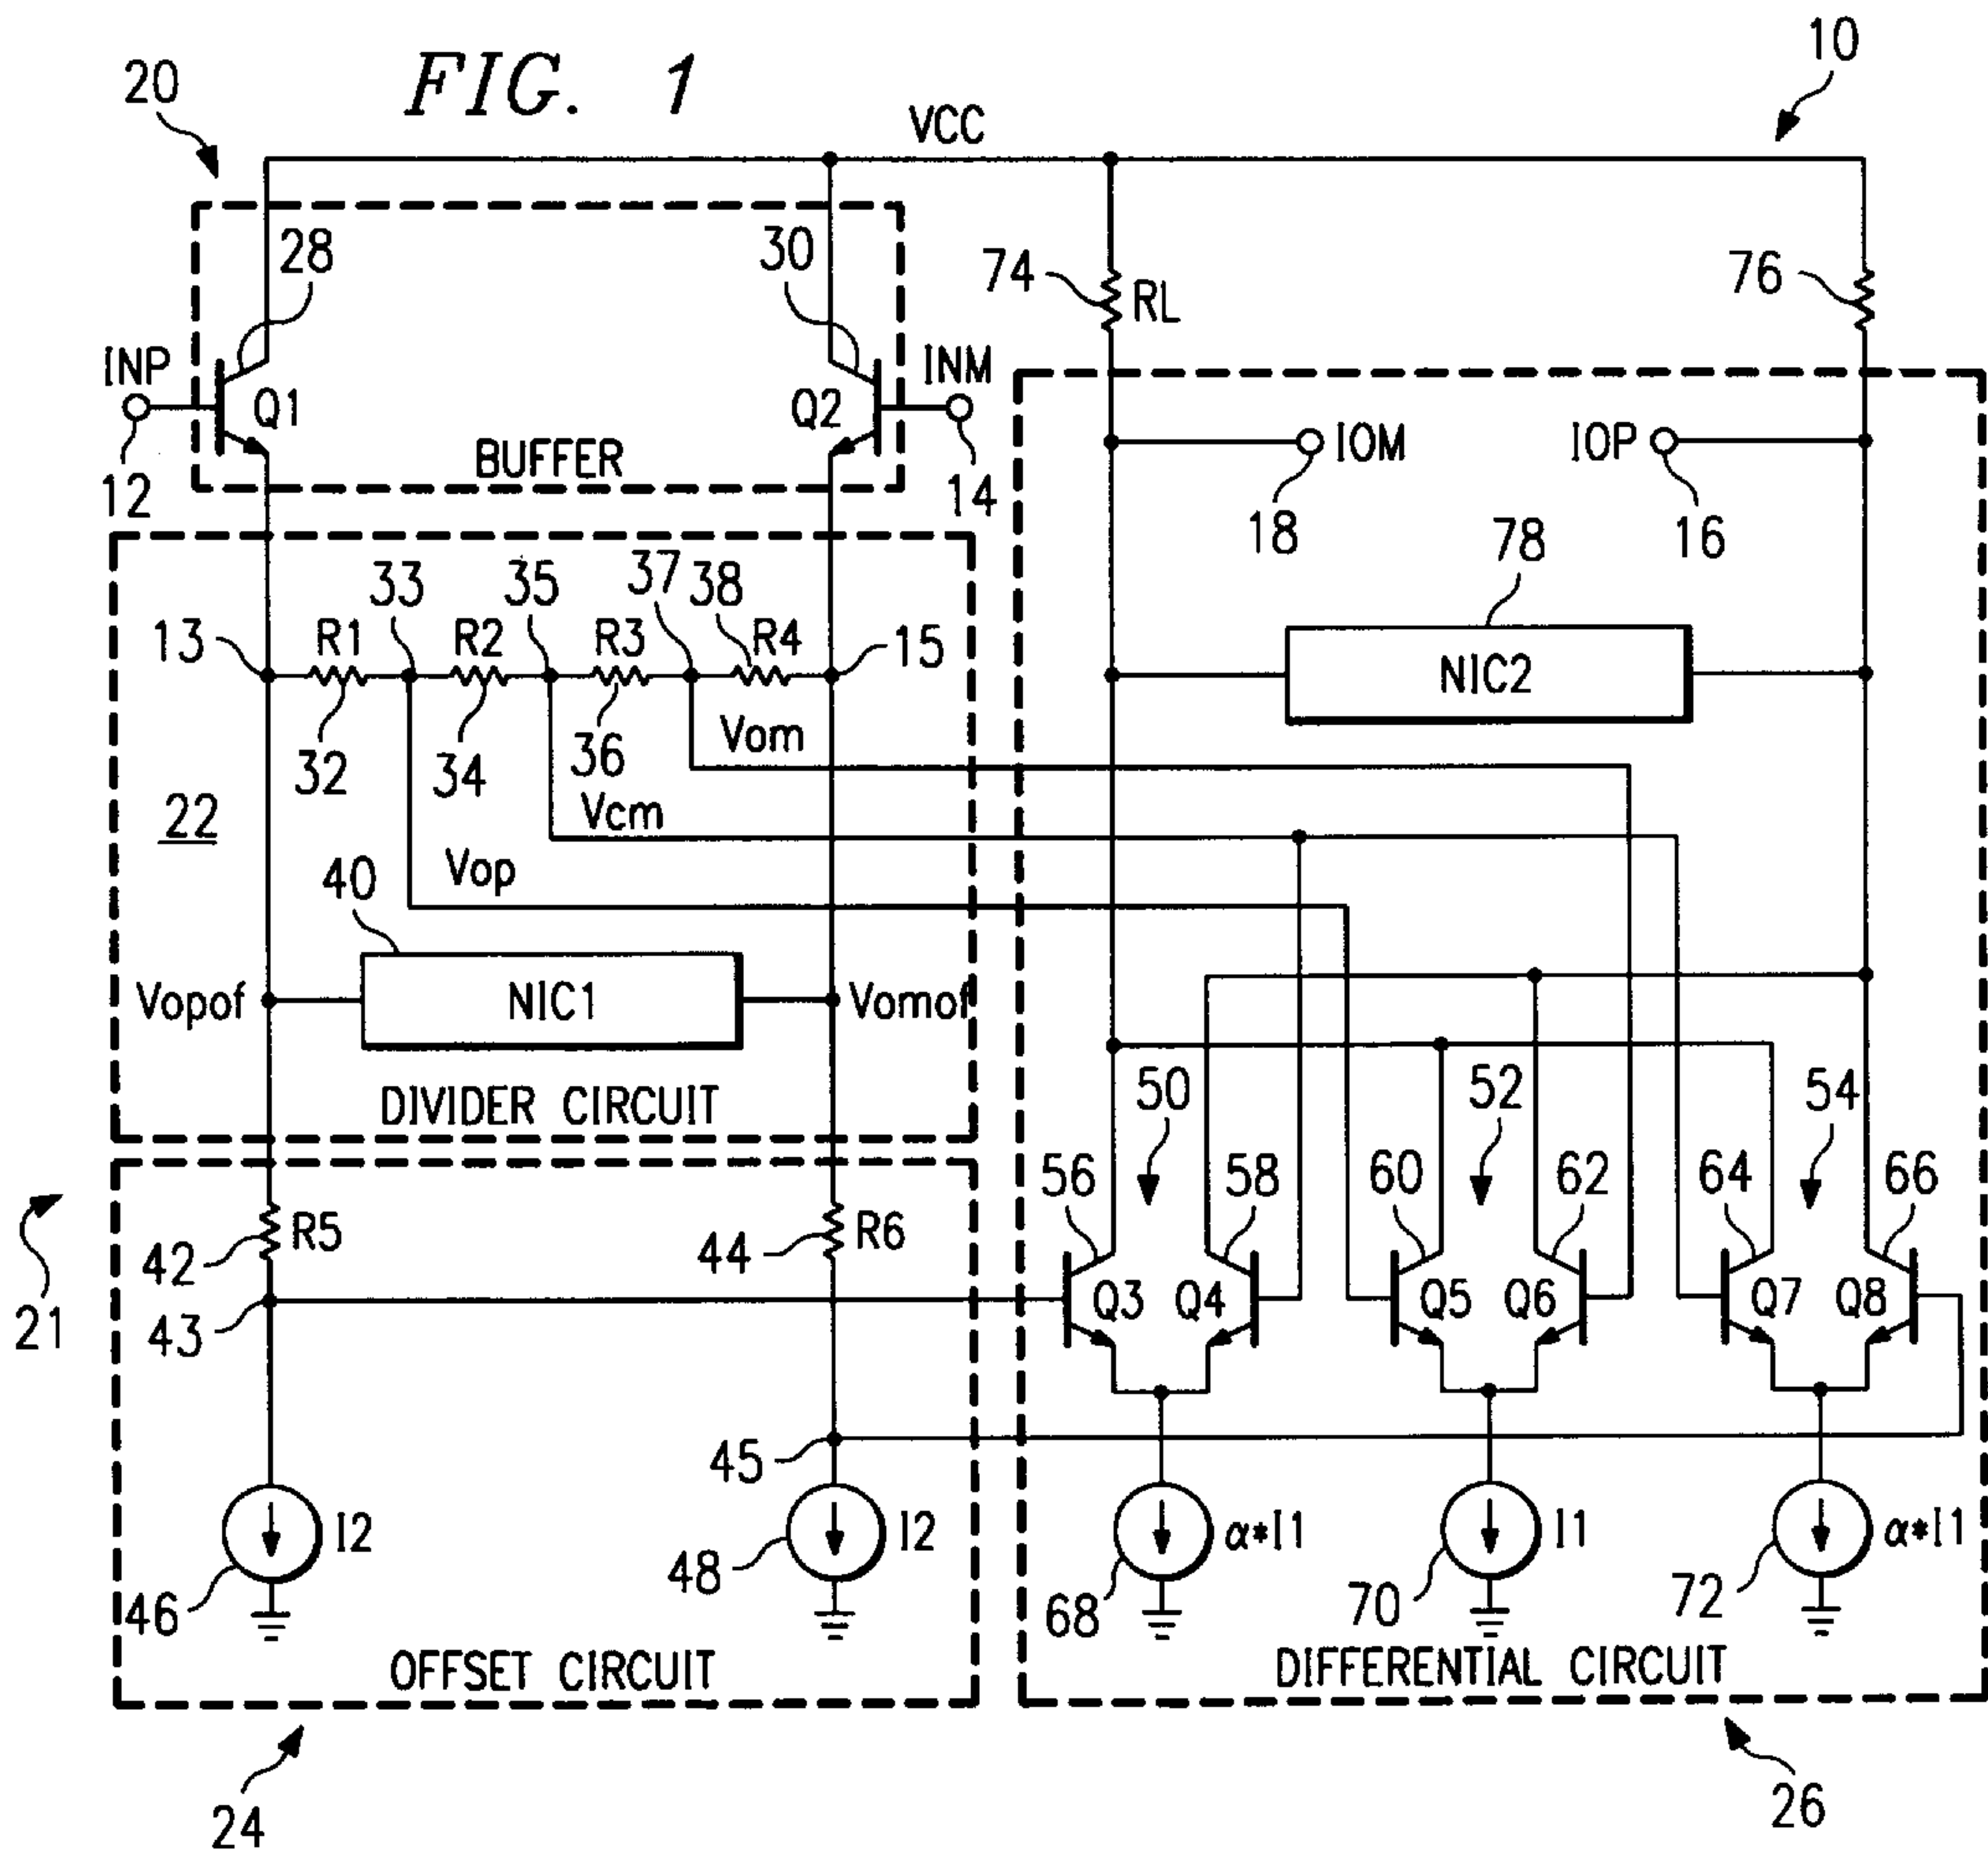 FIG. 1
10
20
VCC
28
30
74
RL
76
INP
Q1
Q2
INM
BUFFER
IOM
IOP
12
14
18
16
78
13
R1
33
R2
35
R3
37
38
R4
15
NIC2
32
34
36
Vom
22
Vcm
40
Vop
Vopof
NIC1
Vomof
DIVIDER CIRCUIT
50
52
54
56
58
60
62
64
66
42
R5
44
R6
Q3
Q4
Q5
Q6
Q7
Q8
21
43
45
I2
I2
α*I1
I1
α*I1
46
48
68
70
72
OFFSET CIRCUIT
DIFFERENTIAL CIRCUIT
24
26